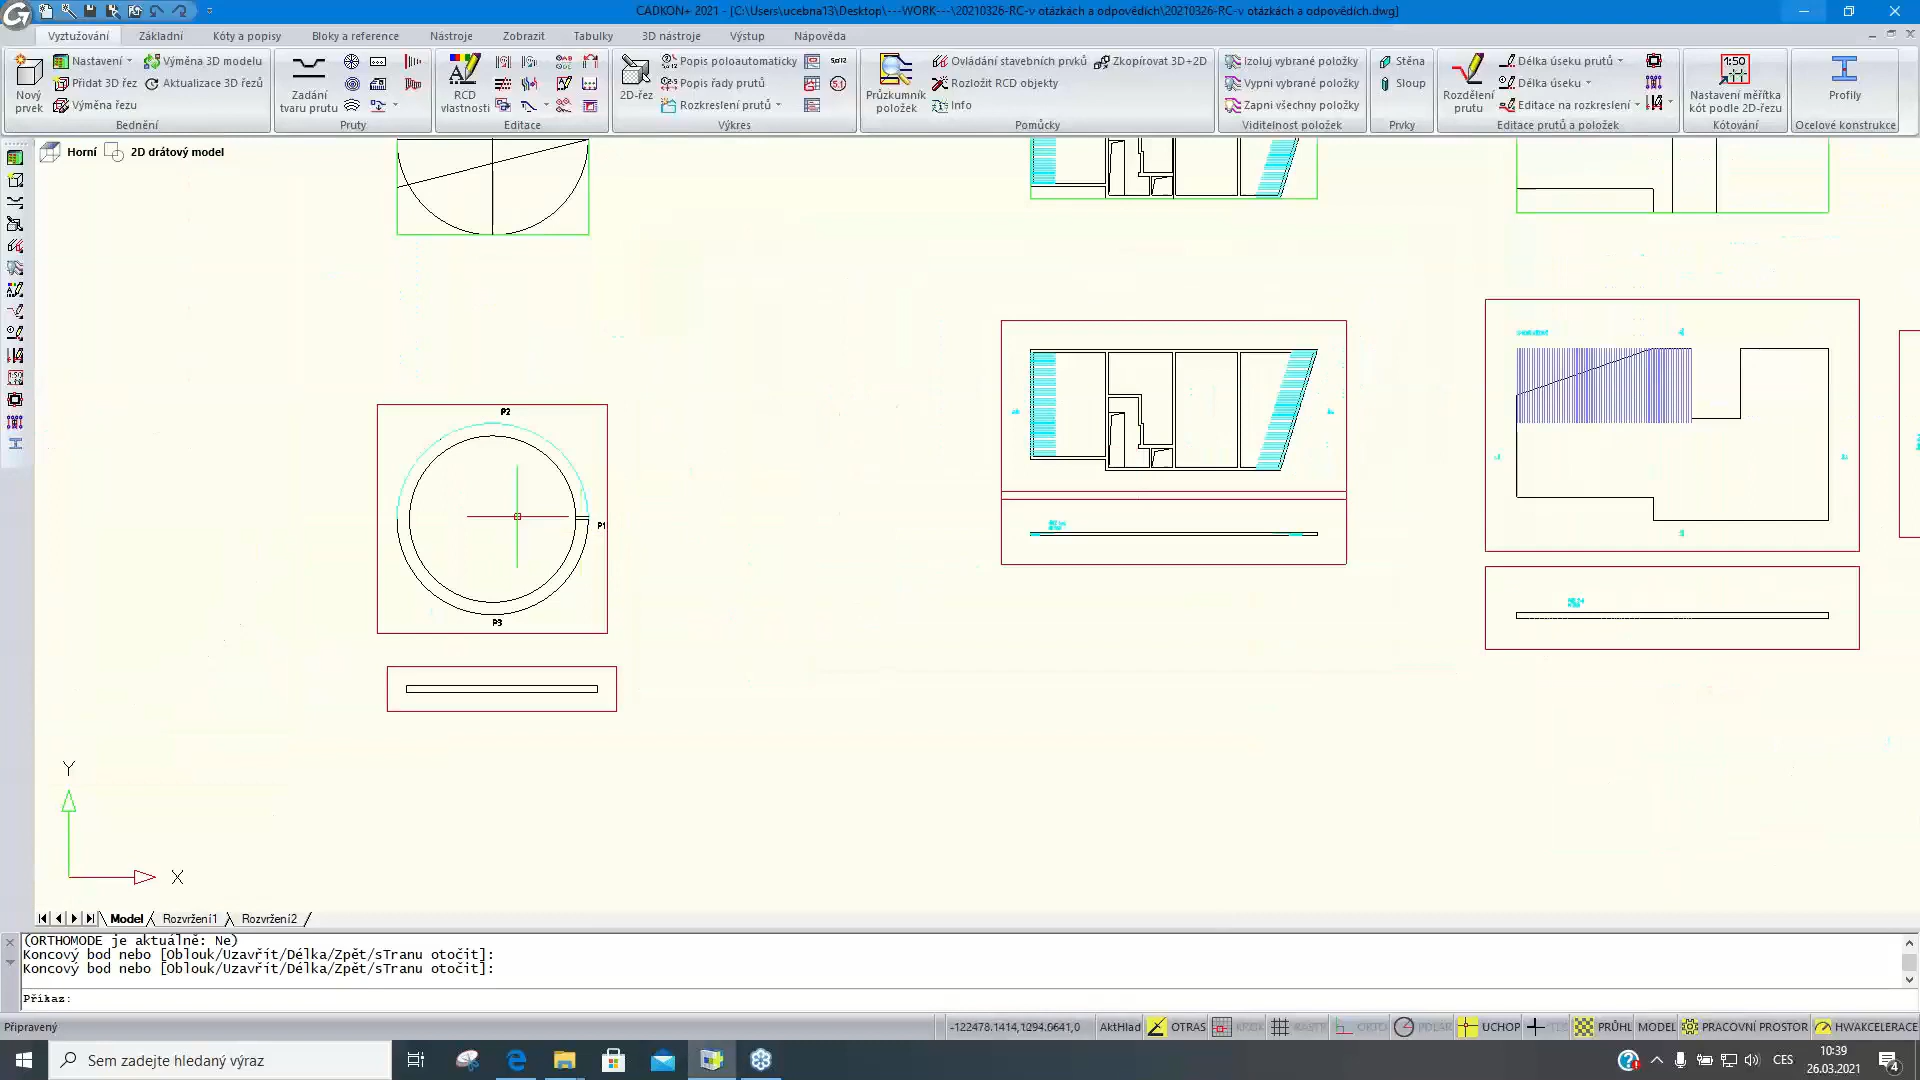 CADKON+ 2021 - [C:\Users\ucebna13\Desktop\---WORK---\20210326-RC-v otázkách a odpovědích\20210326-RC-v otázkách a odpovědích.dwg]
Vyztužování Základní Kóty a popisy Bloky a reference Nástroje Zobrazit Tabulky 3D nástroje Výstup Nápověda
Nový prvek
Nastavení
Výměna 3D modelu
Přidat 3D řez
Aktualizace 3D řezů
Výměna řezu
Bednění
Zadání tvaru prutu
Pruty
RCD vlastnosti
Editace
2D-řez
Popis poloautomaticky
Popis řady prutů
Rozkreslení prutů
Výkres
Průzkumník položek
Ovládání stavebních prvků
Zkopírovat 3D+2D
Rozložit RCD objekty
Info
Pomůcky
Izoluj vybrané položky
Vypni vybrané položky
Zapni všechny položky
Viditelnost položek
Stěna
Sloup
Prvky
Rozdělení prutu
Délka úseku prutů
Délka úseku
Editace na rozkreslení
Editace prutů a položek
1:50
Nastavení měřítka kót podle 2D-řezu
Kótování
Profily
Ocelové konstrukce
Horní 2D drátový model
P2
P1
P3
Y
X
Model Rozvržení1 Rozvržení2
(ORTHOMODE je aktuálně: Ne)
Koncový bod nebo [Oblouk/Uzavřít/Délka/Zpět/sTranu otočit]:
Koncový bod nebo [Oblouk/Uzavřít/Délka/Zpět/sTranu otočit]:
Příkaz:
Připravený -122478.1414,1294.6641,0 AktHlad OTRAS KROK RASTR ORTO POLAR UCHOP PRŮHL MODEL PRACOVNÍ PROSTOR HWAKCELERACE
Sem zadejte hledaný výraz
CES
10:39
26.03.2021
4